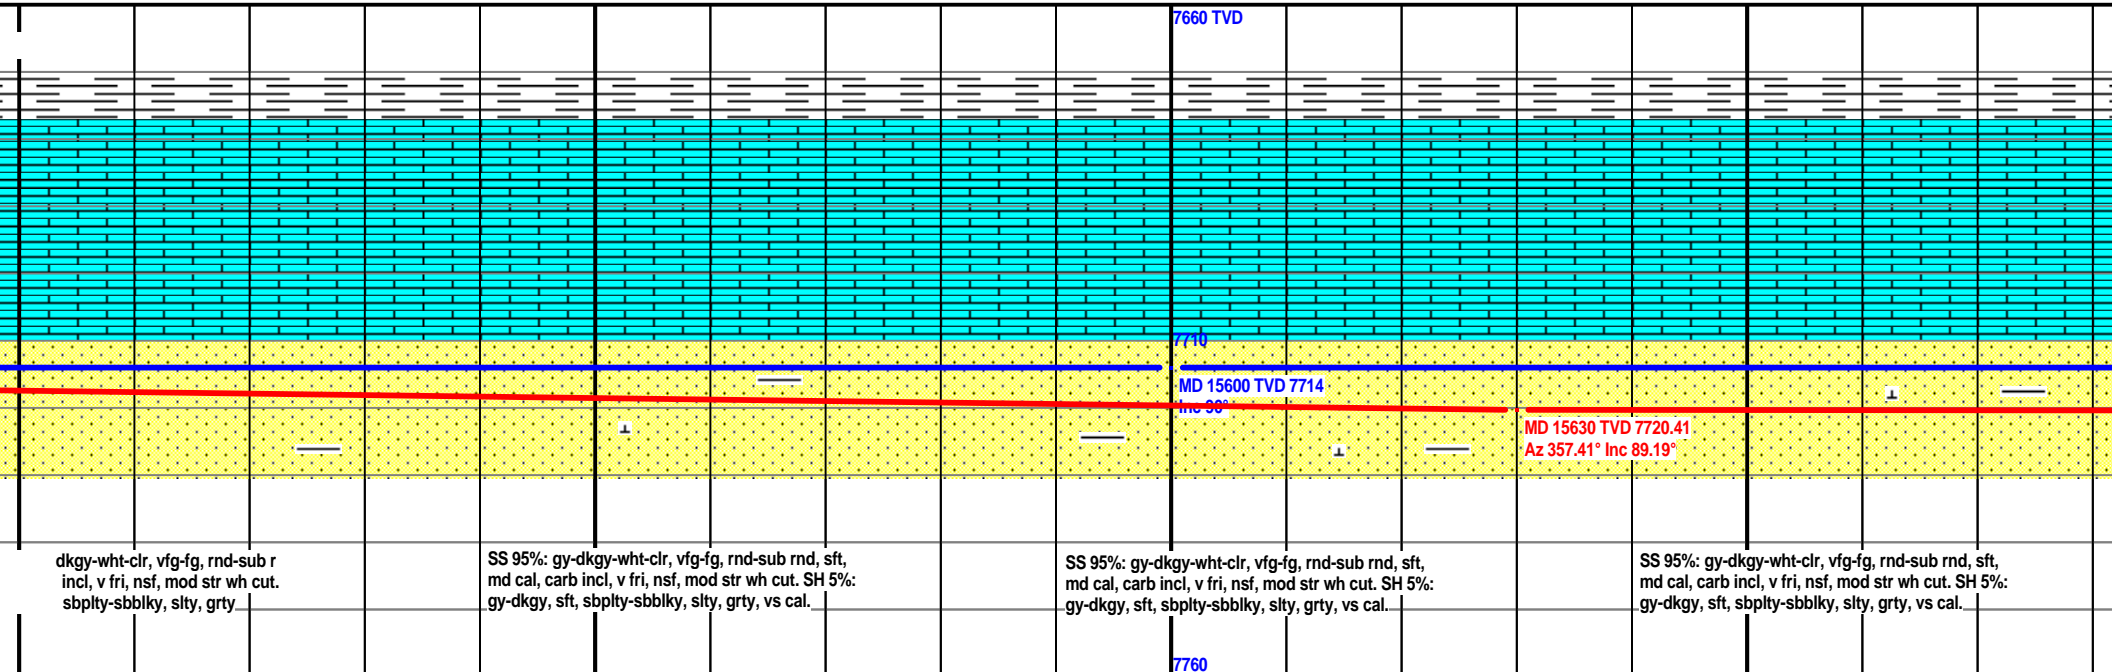 7660 TVD
7710
MD 15600 TVD 7714
Inc 90°
MD 15630 TVD 7720.41
Az 357.41° Inc 89.19°
dkgy-wht-clr, vfg-fg, rnd-sub r
incl, v fri, nsf, mod str wh cut.
sbplty-sbblky, slty, grty
SS 95%: gy-dkgy-wht-clr, vfg-fg, rnd-sub rnd, sft,
md cal, carb incl, v fri, nsf, mod str wh cut. SH 5%:
gy-dkgy, sft, sbplty-sbblky, slty, grty, vs cal.
SS 95%: gy-dkgy-wht-clr, vfg-fg, rnd-sub rnd, sft,
md cal, carb incl, v fri, nsf, mod str wh cut. SH 5%:
gy-dkgy, sft, sbplty-sbblky, slty, grty, vs cal.
SS 95%: gy-dkgy-wht-clr, vfg-fg, rnd-sub rnd, sft,
md cal, carb incl, v fri, nsf, mod str wh cut. SH 5%:
gy-dkgy, sft, sbplty-sbblky, slty, grty, vs cal.
7760